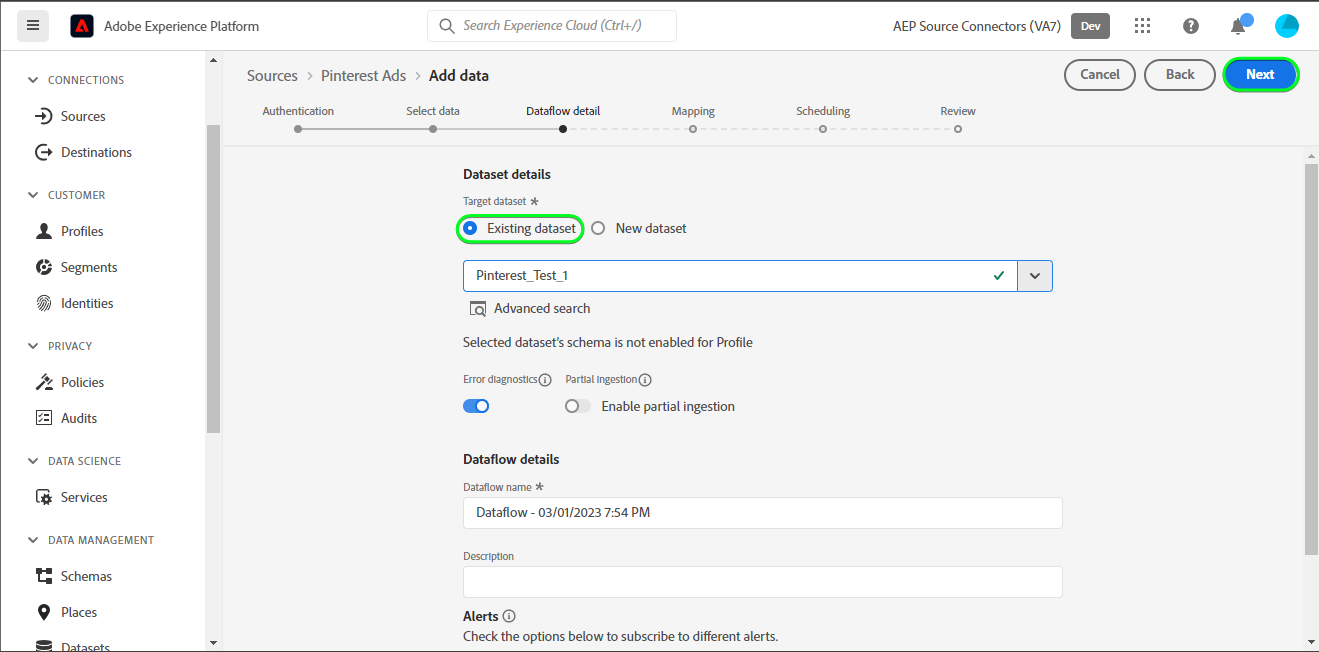 Adobe Experience Platform
Search Experience Cloud (Ctrl+/)
AEP Source Connectors (VA7)
Dev
CONNECTIONS
Sources
Destinations
CUSTOMER
Profiles
Segments
Identities
PRIVACY
Policies
Audits
DATA SCIENCE
Services
DATA MANAGEMENT
Schemas
Places
Datasets
Sources > Pinterest Ads > Add data
Cancel
Back
Next
Authentication
Select data
Dataflow detail
Mapping
Scheduling
Review
Dataset details
Target dataset *
Existing dataset
New dataset
Pinterest_Test_1
Advanced search
Selected dataset's schema is not enabled for Profile
Error diagnostics
Partial ingestion
Enable partial ingestion
Dataflow details
Dataflow name *
Dataflow - 03/01/2023 7:54 PM
Description
Alerts
Check the options below to subscribe to different alerts.